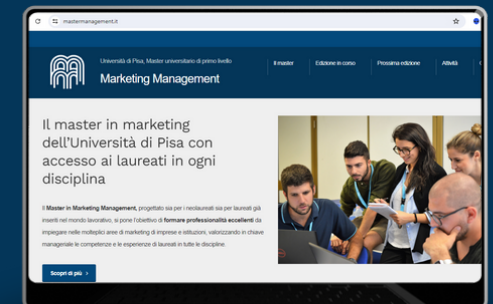 mastermanagement.it
Università di Pisa, Master universitario di primo livello
Marketing Management
Il master
Edizione in corso
Prossima edizione
Attività
Il master in marketing
dell'Università di Pisa con
accesso ai laureati in ogni
disciplina
Il Master in Marketing Management, progettato sia per i neolaureati sia per laureati già
inseriti nel mondo lavorativo, si pone l'obiettivo di formare professionalità eccellenti da
impiegare nelle molteplici aree di marketing di imprese e istituzioni, valorizzando in chiave
manageriale le competenze e le esperienze di laureati in tutte le discipline.
Scopri di più >